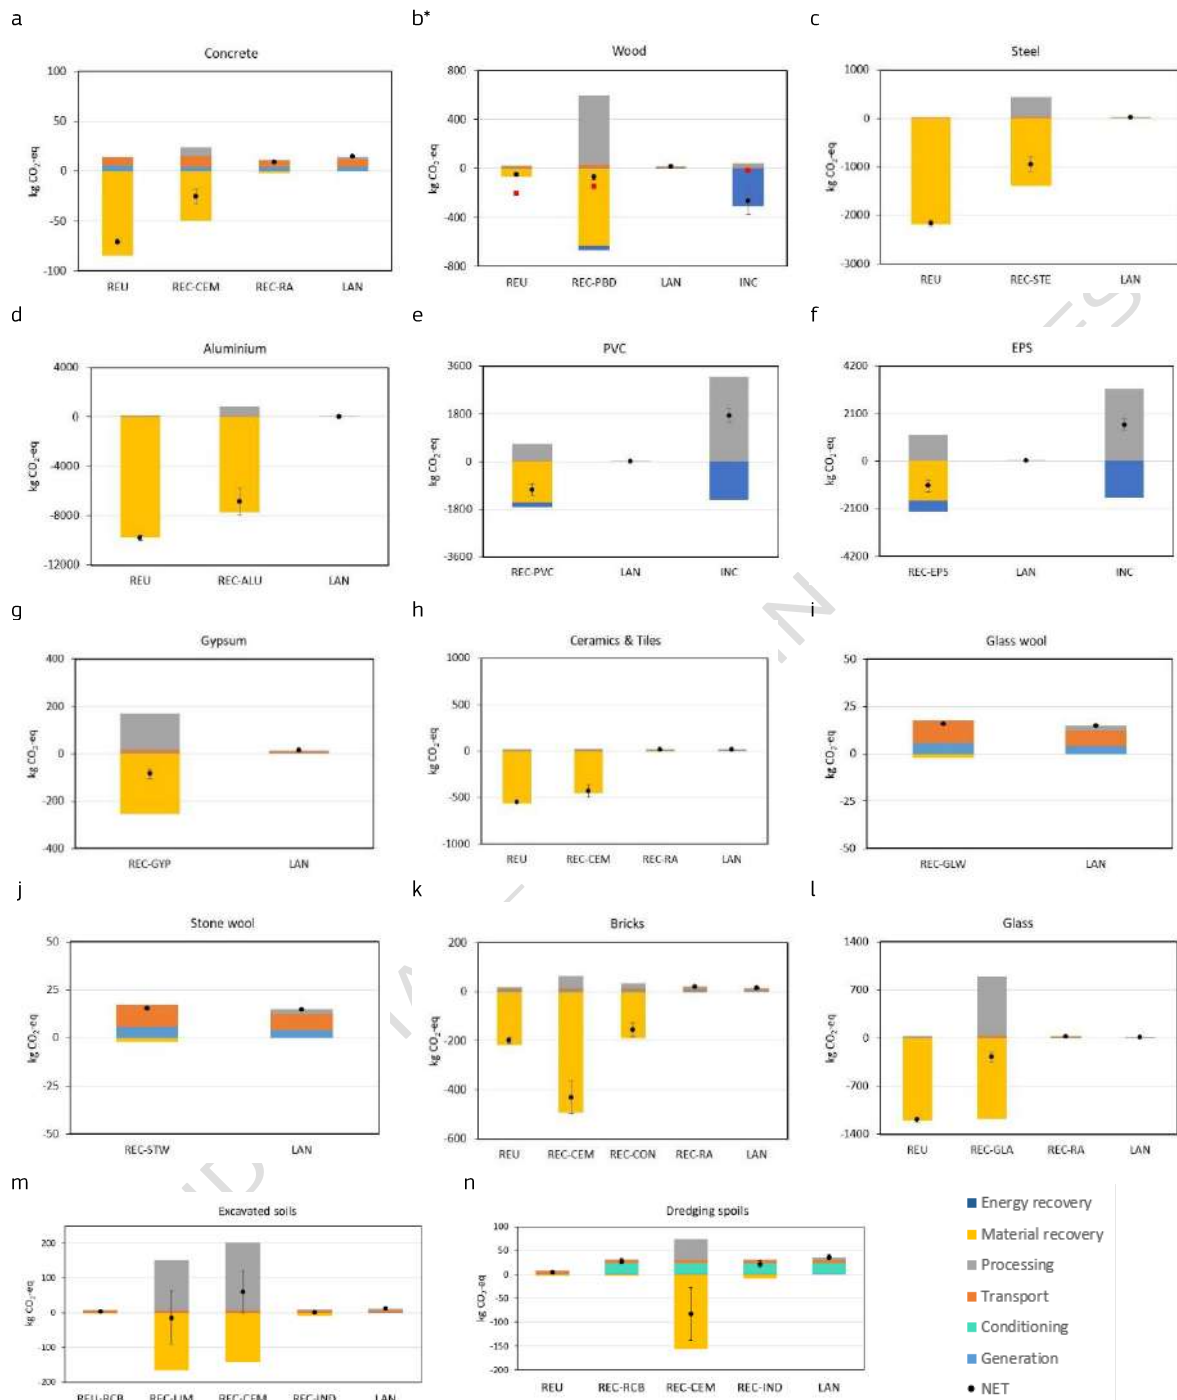 a
Concrete
kg CO₂-eq
100
50
0
-50
-100
REU REC-CEM REC-RA LAN
b*
Wood
kg CO₂-eq
800
400
0
-400
-800
REU REC-PBD LAN INC
c
Steel
kg CO₂-eq
1000
0
-1000
-2000
-3000
REU REC-STE LAN
d
Aluminium
kg CO₂-eq
4000
0
-4000
-8000
-12000
REU REC-ALU LAN
e
PVC
kg CO₂-eq
3600
1800
0
-1800
-3600
REC-PVC LAN INC
f
EPS
kg CO₂-eq
4200
2100
0
-2100
-4200
REC-EPS LAN INC
g
Gypsum
kg CO₂-eq
400
200
0
-200
-400
REC-GYP LAN
h
Ceramics & Tiles
kg CO₂-eq
1000
500
0
-500
-1000
REU REC-CEM REC-RA LAN
i
Glass wool
kg CO₂-eq
50
25
0
-25
-50
REC-GLW LAN
j
Stone wool
kg CO₂-eq
50
25
0
-25
-50
REC-STW LAN
k
Bricks
kg CO₂-eq
200
0
-200
-400
-600
REU REC-CEM REC-CON REC-RA LAN
l
Glass
kg CO₂-eq
1400
700
0
-700
-1400
REU REC-GLA REC-RA LAN
m
Excavated soils
kg CO₂-eq
200
100
0
-100
-200
REU-RCB REC-LIM REC-CEM REC-IND LAN
n
Dredging spoils
kg CO₂-eq
100
50
0
-50
-100
-150
-200
REU REC-RCB REC-CEM REC-IND LAN
Energy recovery
Material recovery
Processing
Transport
Conditioning
Generation
NET